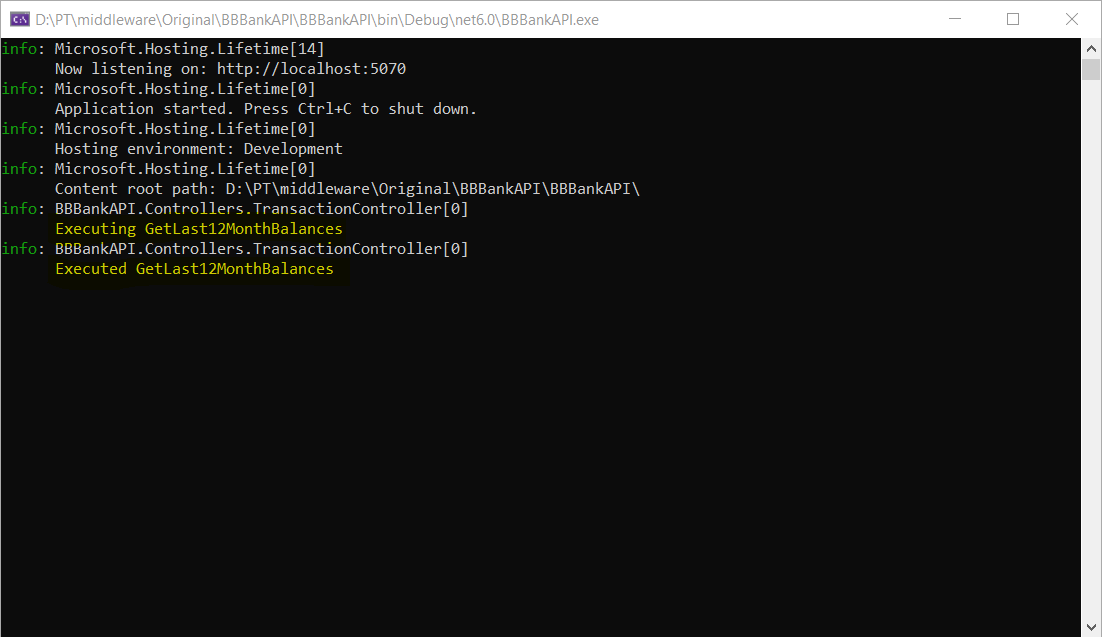 D:\PT\middleware\Original\BBBankAPI\BBBankAPI\bin\Debug\net6.0\BBBankAPI.exe
info: Microsoft.Hosting.Lifetime[14]
      Now listening on: http://localhost:5070
info: Microsoft.Hosting.Lifetime[0]
      Application started. Press Ctrl+C to shut down.
info: Microsoft.Hosting.Lifetime[0]
      Hosting environment: Development
info: Microsoft.Hosting.Lifetime[0]
      Content root path: D:\PT\middleware\Original\BBBankAPI\BBBankAPI\
info: BBBankAPI.Controllers.TransactionController[0]
      Executing GetLast12MonthBalances
info: BBBankAPI.Controllers.TransactionController[0]
      Executed GetLast12MonthBalances